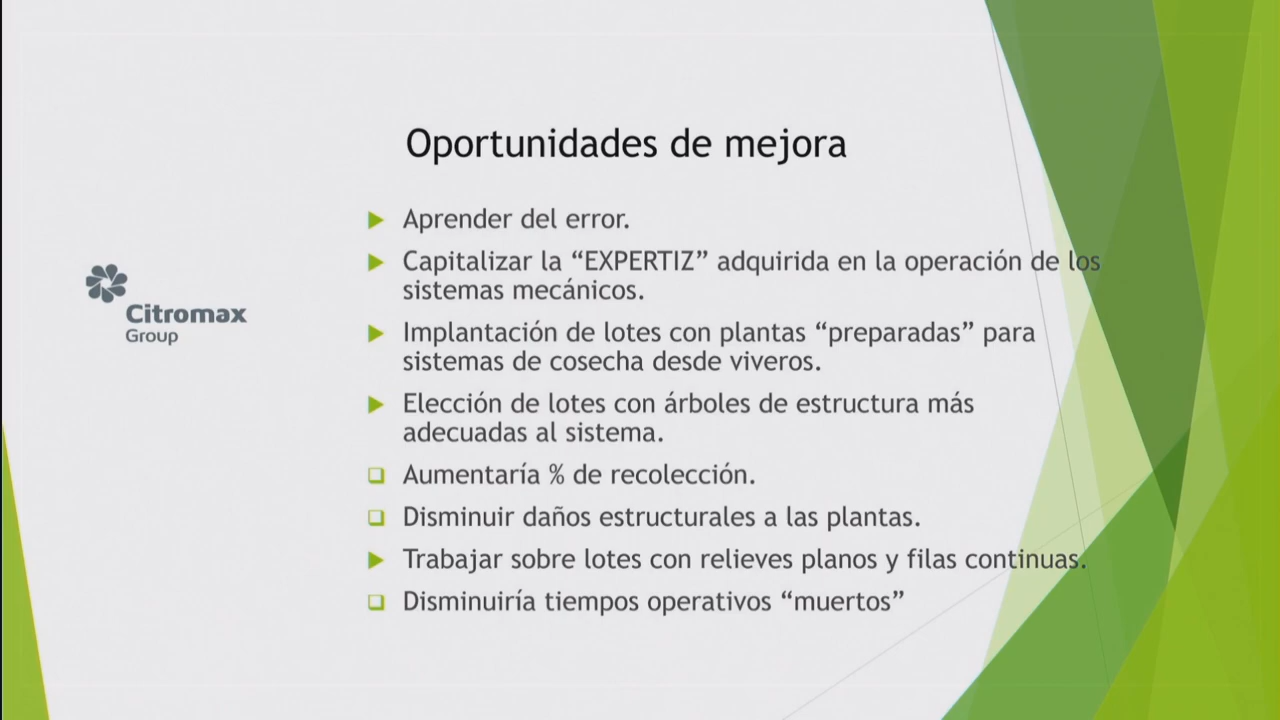 Oportunidades de mejora
Aprender del error.
Capitalizar la “EXPERTIZ” adquirida en la operación de los
sistemas mecánicos.
Citromax
Group
Implantación de lotes con plantas “preparadas” para
sistemas de cosecha desde viveros.
Elección de lotes con árboles de estructura más
adecuadas al sistema.
Aumentaría % de recolección.
Disminuir daños estructurales a las plantas.
Trabajar sobre lotes con relieves planos y filas continuas.
Disminuiría tiempos operativos “muertos”